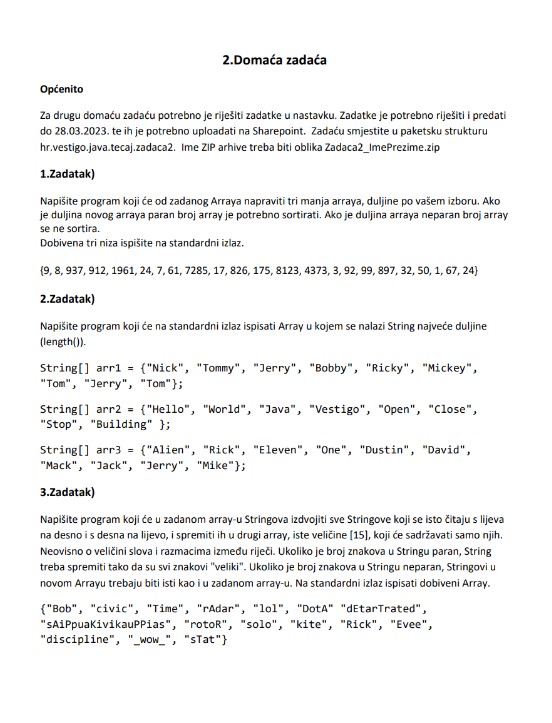 2.Domaća zadaća
Općenito
Za drugu domaću zadaću potrebno je riješiti zadatke u nastavku. Zadatke je potrebno riješiti i predati
do 28.03.2023. te ih je potrebno uploadati na Sharepoint.  Zadaću smjestite u paketsku strukturu
hr.vestigo.java.tecaj.zadaca2.  Ime ZIP arhive treba biti oblika Zadaca2_ImePrezime.zip
1.Zadatak)
Napišite program koji će od zadanog Arraya napraviti tri manja arraya, duljine po vašem izboru. Ako
je duljina novog arraya paran broj array je potrebno sortirati. Ako je duljina arraya neparan broj array
se ne sortira.
Dobivena tri niza ispišite na standardni izlaz.
{9, 8, 937, 912, 1961, 24, 7, 61, 7285, 17, 826, 175, 8123, 4373, 3, 92, 99, 897, 32, 50, 1, 67, 24}
2.Zadatak)
Napišite program koji će na standardni izlaz ispisati Array u kojem se nalazi String najveće duljine
(length()).
String[] arr1 = {"Nick", "Tommy", "Jerry", "Bobby", "Ricky", "Mickey",
"Tom", "Jerry", "Tom"};
String[] arr2 = {"Hello", "World", "Java", "Vestigo", "Open", "Close",
"Stop", "Building" };
String[] arr3 = {"Alien", "Rick", "Eleven", "One", "Dustin", "David",
"Mack", "Jack", "Jerry", "Mike"};
3.Zadatak)
Napišite program koji će u zadanom array-u Stringova izdvojiti sve Stringove koji se isto čitaju s lijeva
na desno i s desna na lijevo, i spremiti ih u drugi array, iste veličine [15], koji će sadržavati samo njih.
Neovisno o veličini slova i razmacima između riječi. Ukoliko je broj znakova u Stringu paran, String
treba spremiti tako da su svi znakovi "veliki". Ukoliko je broj znakova u Stringu neparan, Stringovi u
novom Arrayu trebaju biti isti kao i u zadanom array-u. Na standardni izlaz ispisati dobiveni Array.
{"Bob", "civic", "Time", "rAdar", "lol", "DotA" "dEtarTrated",
"sAiPpuaKivikauPPias", "rotoR", "solo", "kite", "Rick", "Evee",
"discipline", "_wow_", "sTat"}